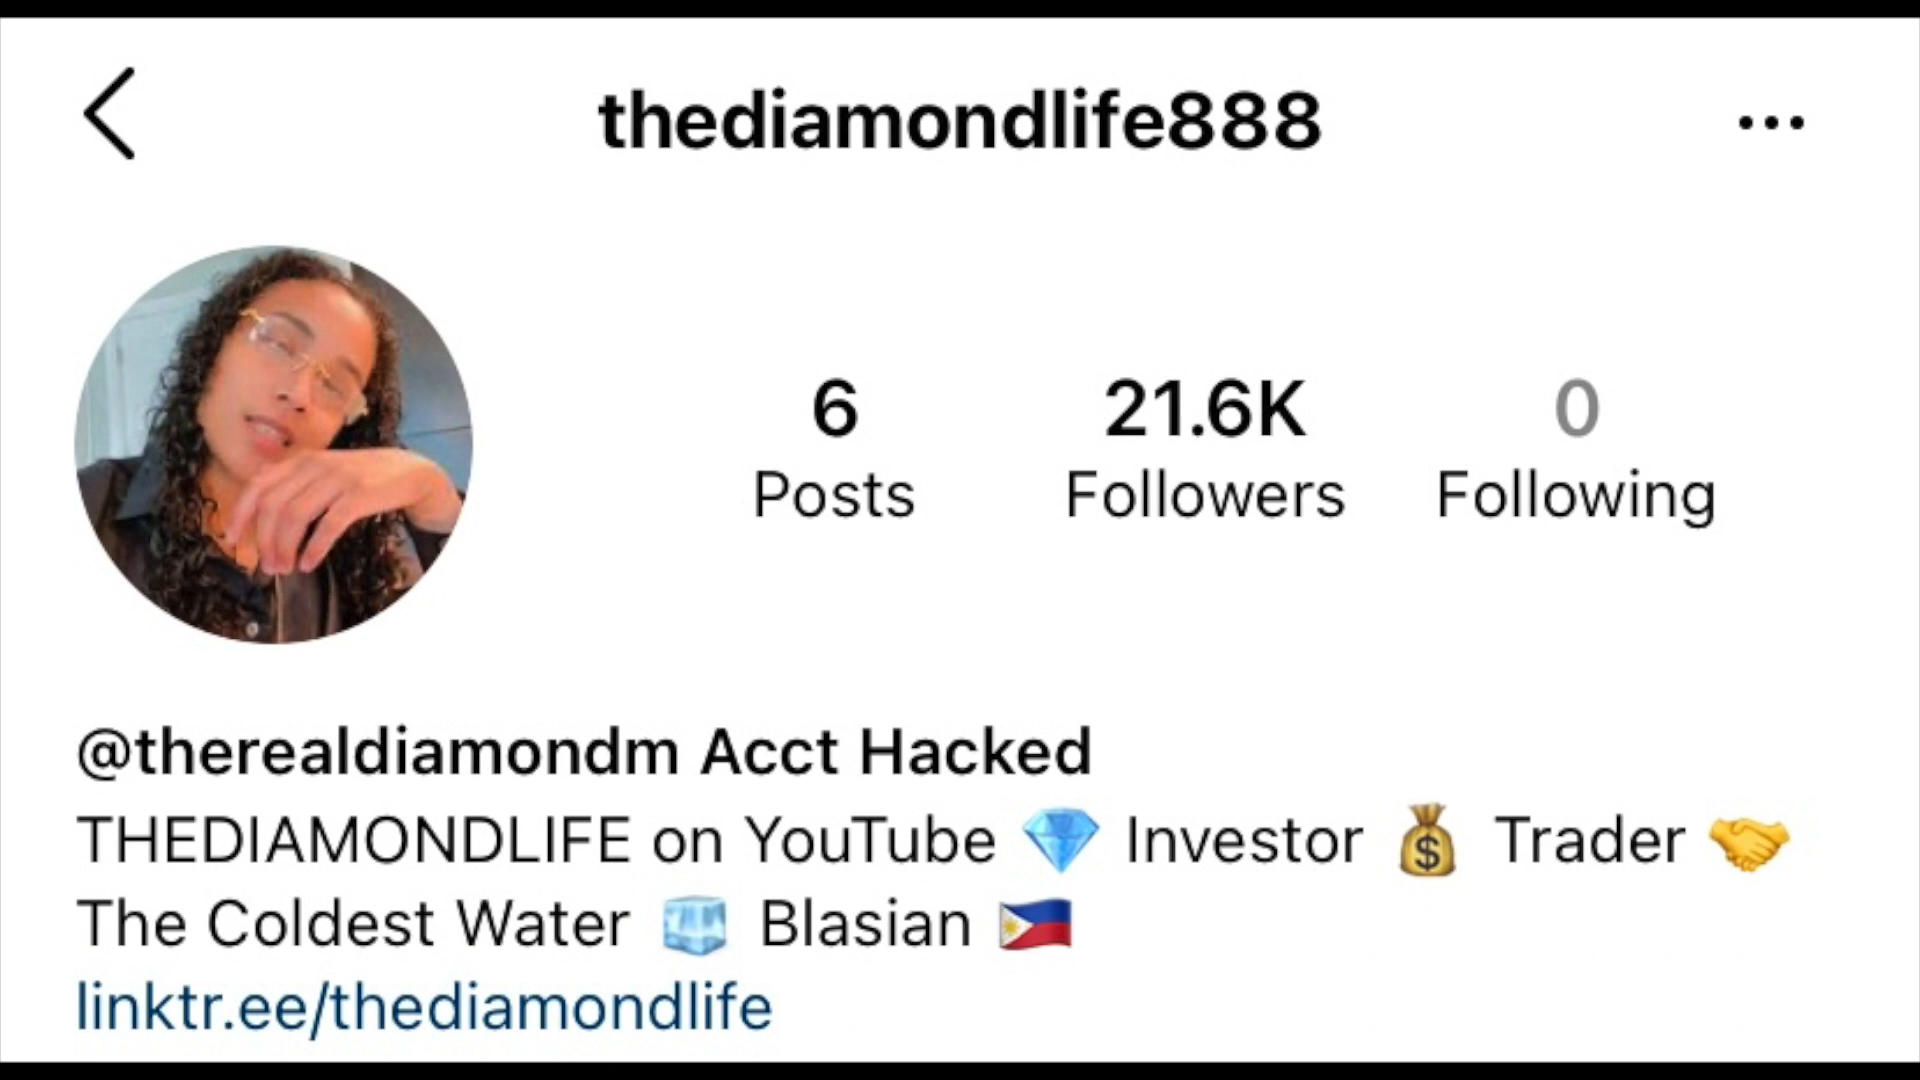 thediamondlife888
6 21.6K 0
Posts Followers Following
@therealdiamondm Acct Hacked
THEDIAMONDLIFE on YouTube 💎 Investor 💰 Trader 🤝
The Coldest Water 🧊 Blasian 🇵🇭
linktr.ee/thediamondlife